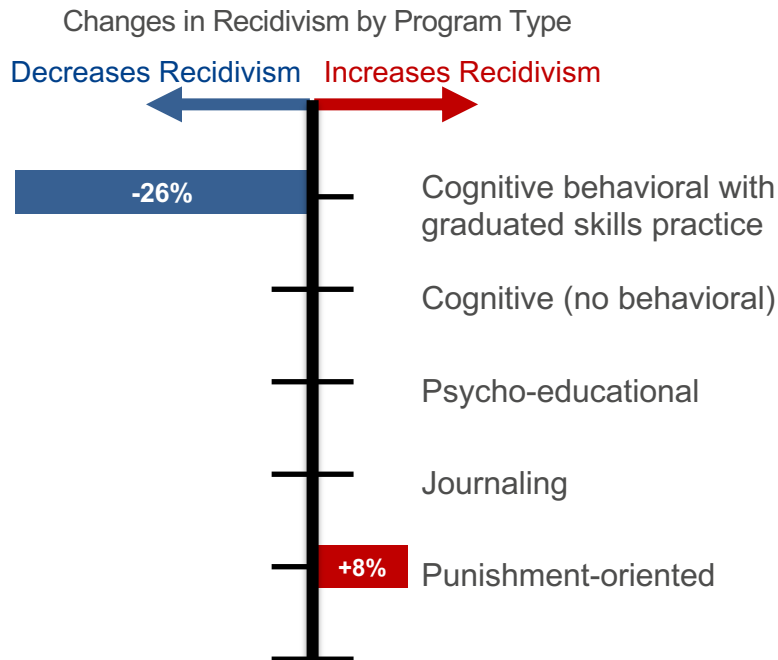 Changes in Recidivism by Program Type
Decreases Recidivism
Increases Recidivism
-26%
Cognitive behavioral with
graduated skills practice
Cognitive (no behavioral)
Psycho-educational
Journaling
+8%
Punishment-oriented